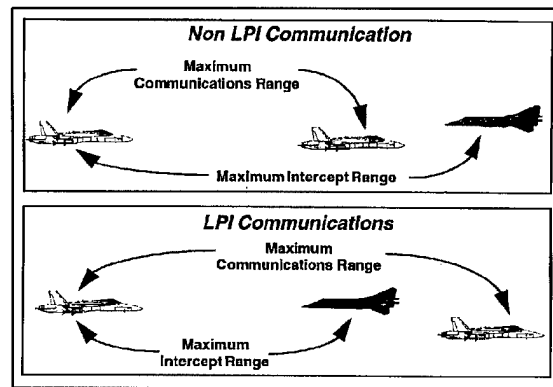 Non LPI Communication
Maximum
Communications Range
Maximum Intercept Range
LPI Communications
Maximum
Communications Range
Maximum
Intercept Range